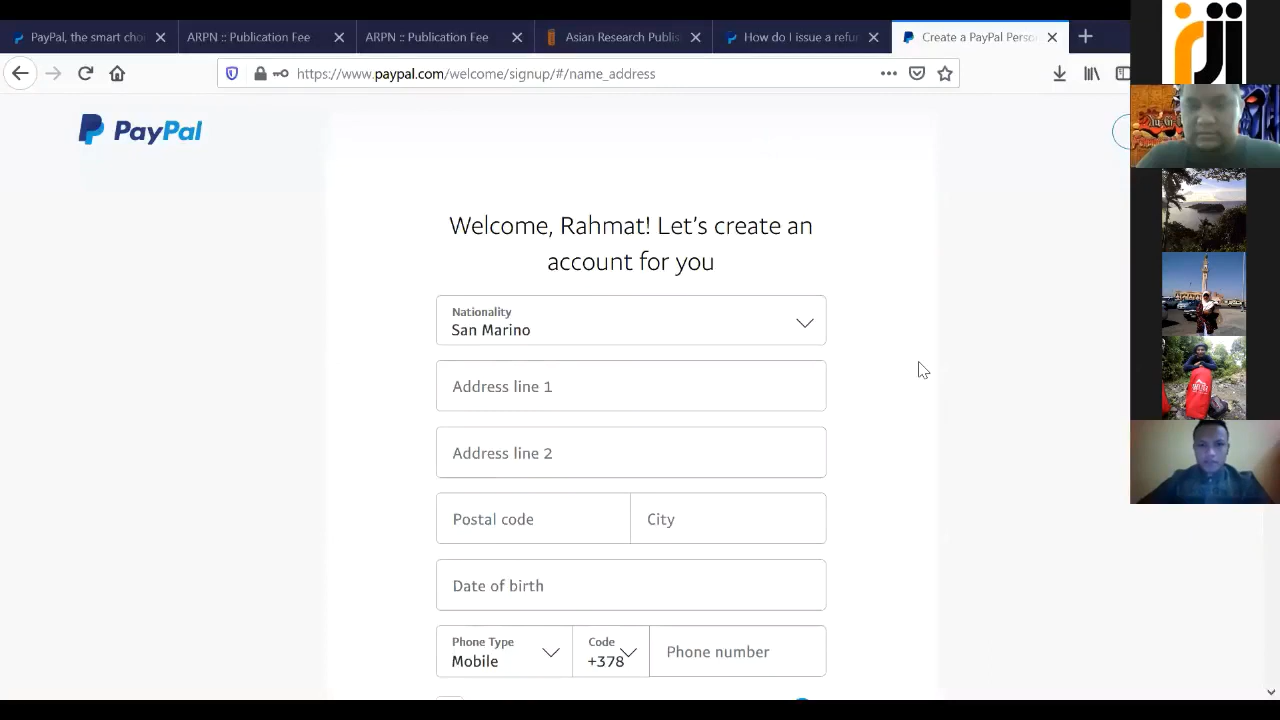 PayPal, the smart cho
ARPN :: Publication Fee
ARPN :: Publication Fee
Asian Research Publis
How do I issue a refur
Create a PayPal Perso
https://www.paypal.com/welcome/signup/#/name_address
PayPal
Welcome, Rahmat! Let's create an
account for you
Nationality
San Marino
Address line 1
Address line 2
Postal code
City
Date of birth
Phone Type
Mobile
Code
+378
Phone number
rji